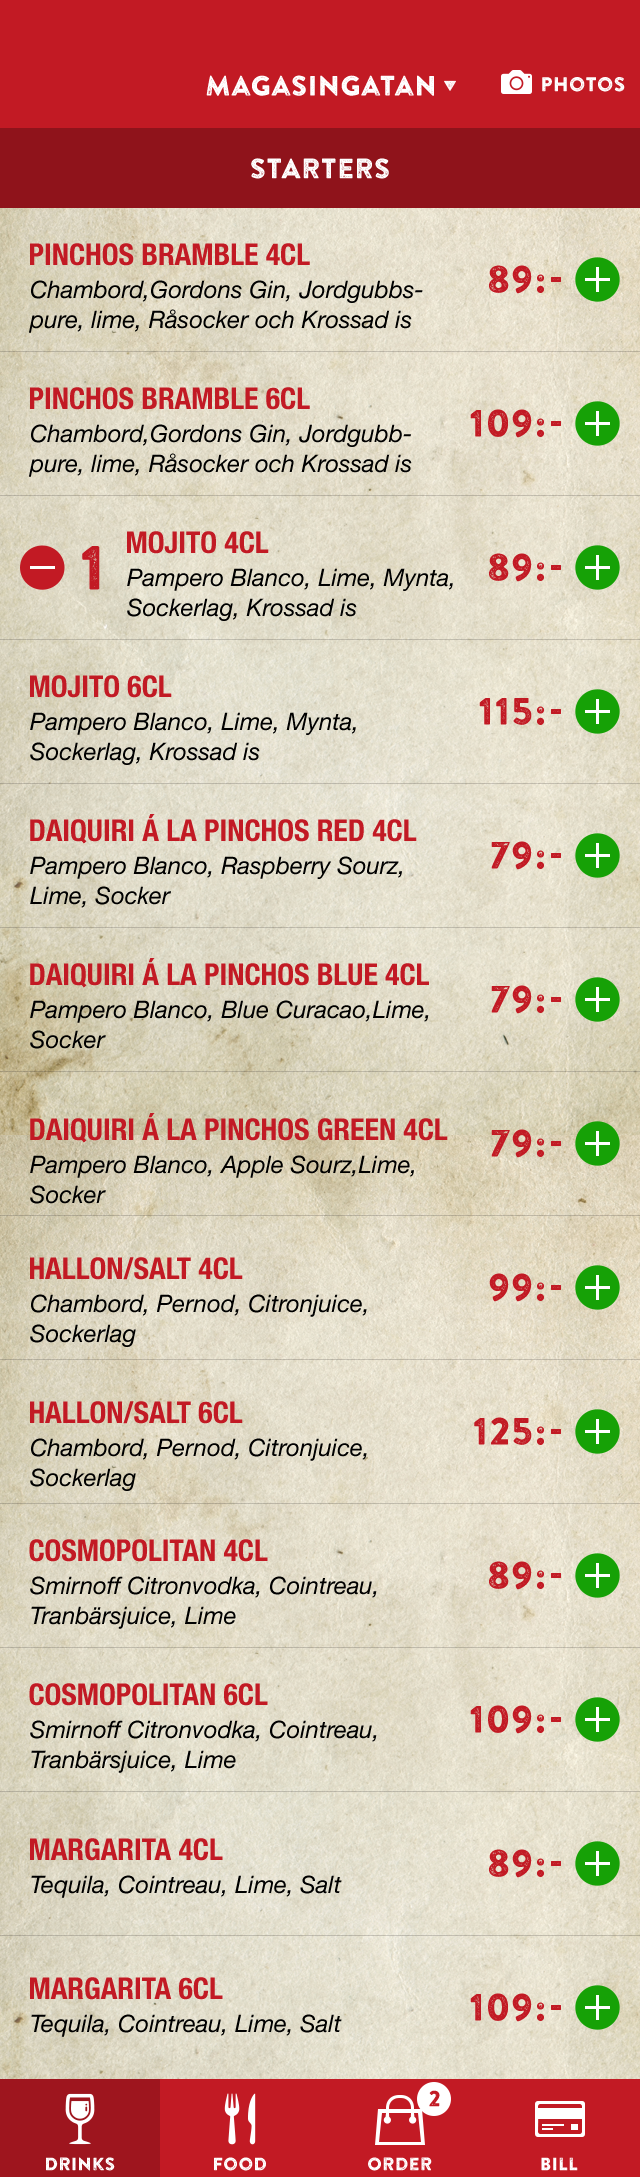 MAGASINGATAN ▼
PHOTOS
STARTERS
PINCHOS BRAMBLE 4CL
Chambord,Gordons Gin, Jordgubbs-
pure, lime, Råsocker och Krossad is
89:-
PINCHOS BRAMBLE 6CL
Chambord,Gordons Gin, Jordgubb-
pure, lime, Råsocker och Krossad is
109:-
1
MOJITO 4CL
Pampero Blanco, Lime, Mynta,
Sockerlag, Krossad is
89:-
MOJITO 6CL
Pampero Blanco, Lime, Mynta,
Sockerlag, Krossad is
115:-
DAIQUIRI Á LA PINCHOS RED 4CL
Pampero Blanco, Raspberry Sourz,
Lime, Socker
79:-
DAIQUIRI Á LA PINCHOS BLUE 4CL
Pampero Blanco, Blue Curacao,Lime,
Socker
79:-
DAIQUIRI Á LA PINCHOS GREEN 4CL
Pampero Blanco, Apple Sourz,Lime,
Socker
79:-
HALLON/SALT 4CL
Chambord, Pernod, Citronjuice,
Sockerlag
99:-
HALLON/SALT 6CL
Chambord, Pernod, Citronjuice,
Sockerlag
125:-
COSMOPOLITAN 4CL
Smirnoff Citronvodka, Cointreau,
Tranbärsjuice, Lime
89:-
COSMOPOLITAN 6CL
Smirnoff Citronvodka, Cointreau,
Tranbärsjuice, Lime
109:-
MARGARITA 4CL
Tequila, Cointreau, Lime, Salt
89:-
MARGARITA 6CL
Tequila, Cointreau, Lime, Salt
109:-
2
DRINKS
FOOD
ORDER
BILL